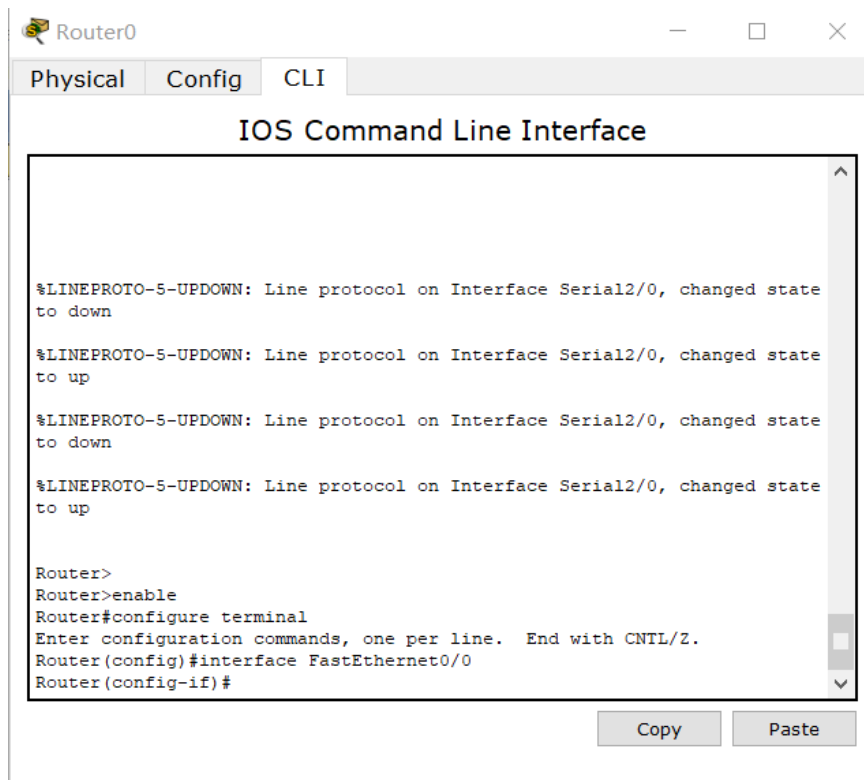 Router0
Physical Config CLI
IOS Command Line Interface
%LINEPROTO-5-UPDOWN: Line protocol on Interface Serial2/0, changed state
to down
%LINEPROTO-5-UPDOWN: Line protocol on Interface Serial2/0, changed state
to up
%LINEPROTO-5-UPDOWN: Line protocol on Interface Serial2/0, changed state
to down
%LINEPROTO-5-UPDOWN: Line protocol on Interface Serial2/0, changed state
to up
Router>
Router>enable
Router#configure terminal
Enter configuration commands, one per line.  End with CNTL/Z.
Router(config)#interface FastEthernet0/0
Router(config-if)#
Copy Paste